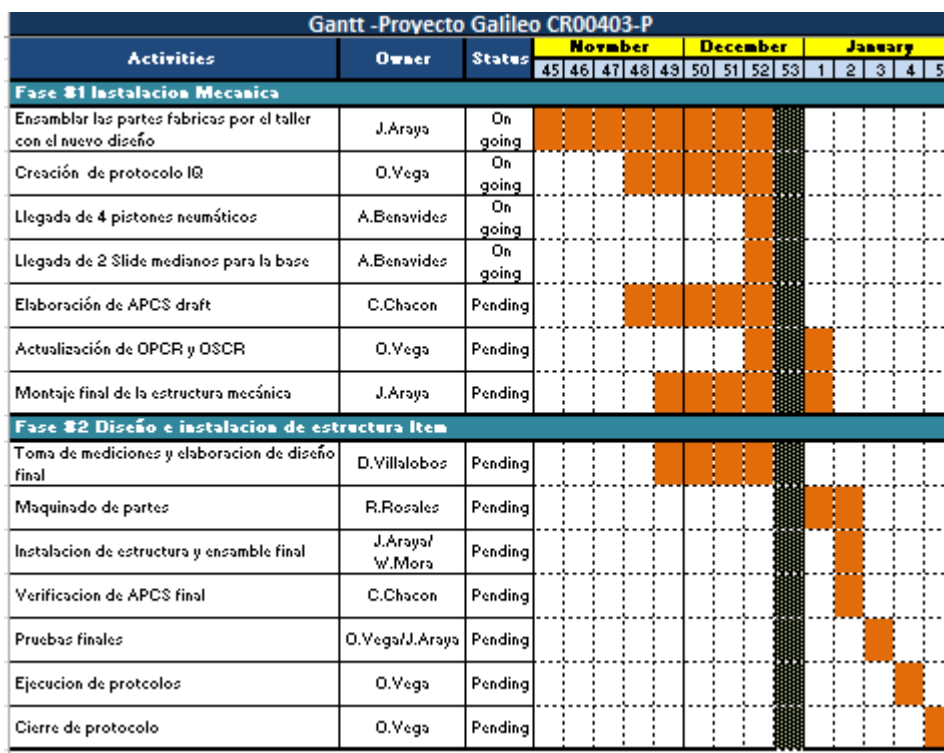 Gantt -Proyecto Galileo CR00403-P
Activities Owner Status Novmber December January
45 46 47 48 49 50 51 52 53 1 2 3 4 5
Fase #1 Instalacion Mecanica
Ensamblar las partes fabricas por el taller
con el nuevo diseño
J.Araya
On
going
Creación de protocolo IQ
O.Vega
On
going
Llegada de 4 pistones neumáticos
A.Benavides
On
going
Llegada de 2 Slide medianos para la base
A.Benavides
On
going
Elaboración de APCS draft C.Chacon Pending
Actualización de OPCR y OSCR O.Vega Pending
Montaje final de la estructura mecánica J.Araya Pending
Fase #2 Diseño e instalacion de estructura Item
Toma de mediciones y elaboracion de diseño
final
D.Villalobos Pending
Maquinado de partes R.Rosales Pending
Instalacion de estructura y ensamble final
J.Araya/
W.Mora
Pending
Verificacion de APCS final C.Chacon Pending
Pruebas finales O.Vega/J.Araya Pending
Ejecucion de protcolos O.Vega Pending
Cierre de protocolo O.Vega Pending